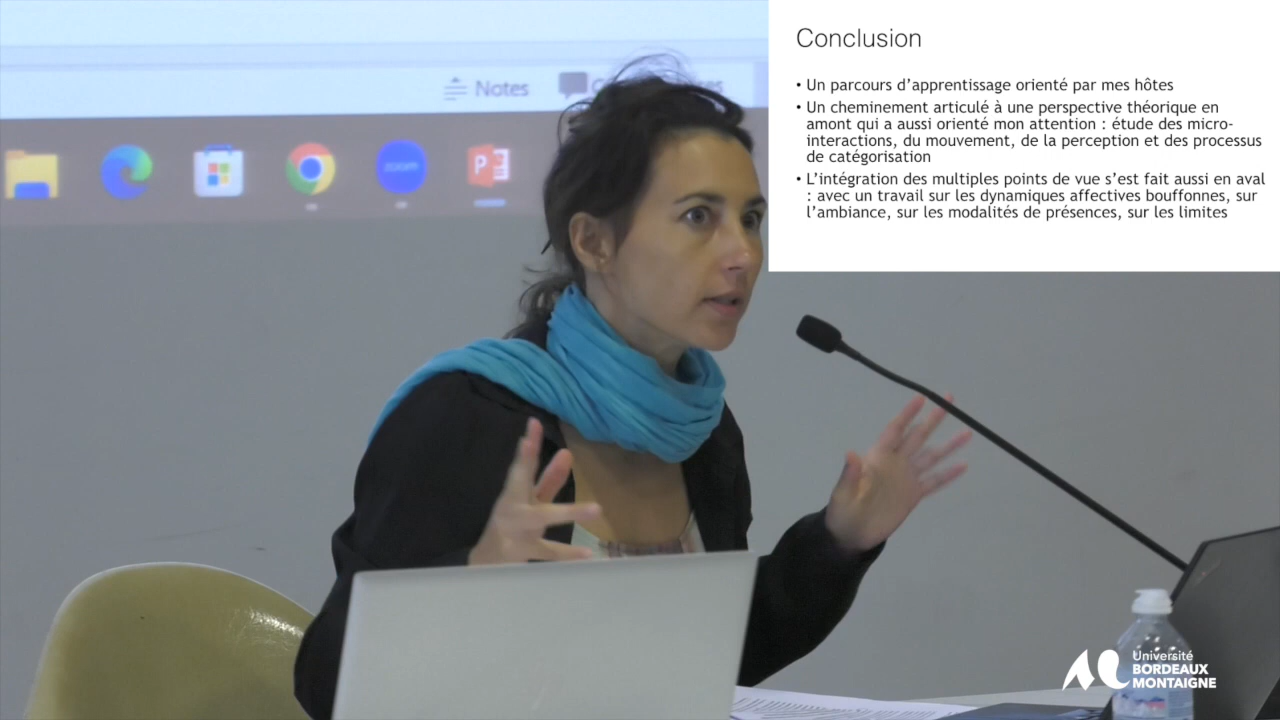 Notes
zoom
P
Conclusion
• Un parcours d’apprentissage orienté par mes hôtes
• Un cheminement articulé à une perspective théorique en
amont qui a aussi orienté mon attention : étude des micro-
interactions, du mouvement, de la perception et des processus
de catégorisation
• L’intégration des multiples points de vue s’est fait aussi en aval
: avec un travail sur les dynamiques affectives bouffonnes, sur
l’ambiance, sur les modalités de présences, sur les limites
Université
BORDEAUX
MONTAIGNE